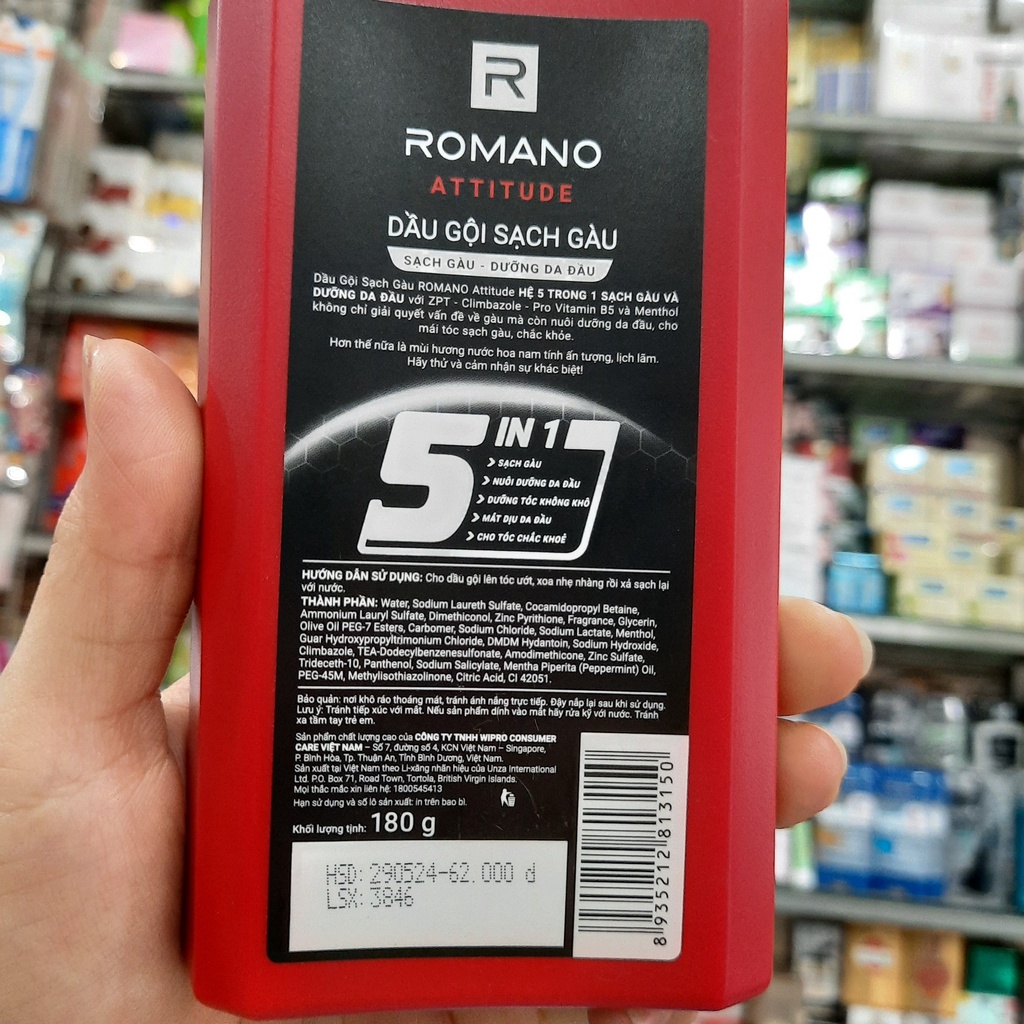 R
ROMANO
ATTITUDE
DẦU GỘI SẠCH GÀU
SẠCH GÀU - DƯỠNG DA ĐẦU
Dầu Gội Sạch Gàu ROMANO Attitude HỆ 5 TRONG 1 SẠCH GÀU VÀ
DƯỠNG DA ĐẦU với ZPT - Climbazole - Pro Vitamin B5 và Menthol
không chỉ giải quyết vấn đề về gàu mà còn nuôi dưỡng da đầu, cho
mái tóc sạch gàu, chắc khỏe.
Hơn thế nữa là mùi hương nước hoa nam tính ấn tượng, lịch lãm.
Hãy thử và cảm nhận sự khác biệt!
5 IN 1
SẠCH GÀU
NUÔI DƯỠNG DA ĐẦU
DƯỠNG TÓC KHÔNG KHÔ
MÁT DỊU DA ĐẦU
CHO TÓC CHẮC KHOẺ
HƯỚNG DẪN SỬ DỤNG: Cho dầu gội lên tóc ướt, xoa nhẹ nhàng rồi xả sạch lại
với nước.
THÀNH PHẦN: Water, Sodium Laureth Sulfate, Cocamidopropyl Betaine,
Ammonium Lauryl Sulfate, Dimethiconol, Zinc Pyrithione, Fragrance, Glycerin,
Olive Oil PEG-7 Esters, Carbomer, Sodium Chloride, Sodium Lactate, Menthol,
Guar Hydroxypropyltrimonium Chloride, DMDM Hydantoin, Sodium Hydroxide,
Climbazole, TEA-Dodecylbenzenesulfonate, Amodimethicone, Zinc Sulfate,
Trideceth-10, Panthenol, Sodium Salicylate, Mentha Piperita (Peppermint) Oil,
PEG-45M, Methylisothiazolinone, Citric Acid, CI 42051.
Bảo quản: nơi khô ráo thoáng mát, tránh ánh nắng trực tiếp. Đậy nắp lại sau khi sử dụng.
Lưu ý: Tránh tiếp xúc với mắt. Nếu sản phẩm dính vào mắt hãy rửa kỹ với nước. Tránh
xa tầm tay trẻ em.
Sản phẩm chất lượng cao của CÔNG TY TNHH WIPRO CONSUMER
CARE VIỆT NAM – Số 7, đường số 4, KCN Việt Nam – Singapore,
P. Bình Hòa, Tp. Thuận An, Tỉnh Bình Dương, Việt Nam.
Sản xuất tại Việt Nam theo Li-xăng nhãn hiệu của Unza International
Ltd. P.O. Box 71, Road Town, Tortola, British Virgin Islands.
Mọi thắc mắc xin liên hệ: 1800545413
Hạn sử dụng và số lô sản xuất: in trên bao bì.
Khối lượng tịnh: 180 g
HSD: 290524-62.000 đ
LSX: 3846
8 935212 813150